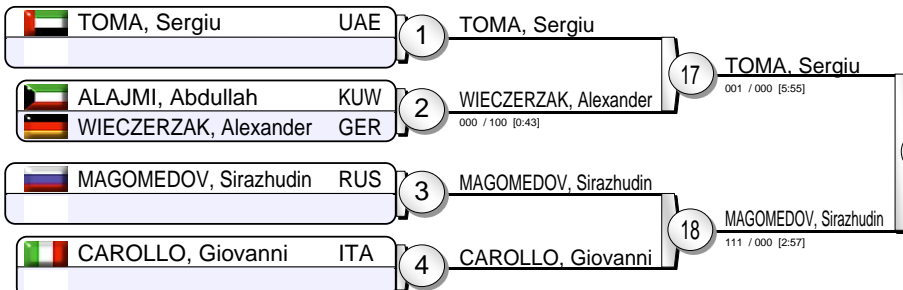 TOMA, Sergiu UAE
1
TOMA, Sergiu
17
TOMA, Sergiu
001 / 000 [5:55]
ALAJMI, Abdullah KUW
WIECZERZAK, Alexander GER
2
WIECZERZAK, Alexander
000 / 100 [0:43]
MAGOMEDOV, Sirazhudin RUS
3
MAGOMEDOV, Sirazhudin
18
MAGOMEDOV, Sirazhudin
111 / 000 [2:57]
CAROLLO, Giovanni ITA
4
CAROLLO, Giovanni